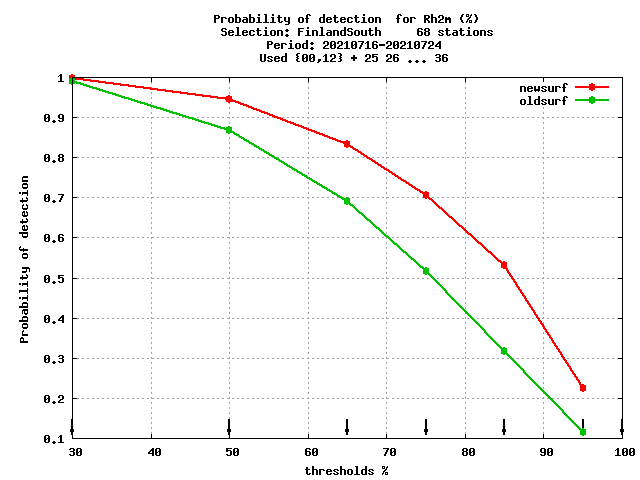 Probability of detection  for Rh2m (%)
Selection: FinlandSouth     68 stations
Period: 20210716-20210724
Used {00,12} + 25 26 ... 36
newsurf
oldsurf
Probability of detection
1
0.9
0.8
0.7
0.6
0.5
0.4
0.3
0.2
0.1
30 40 50 60 70 80 90 100
thresholds %